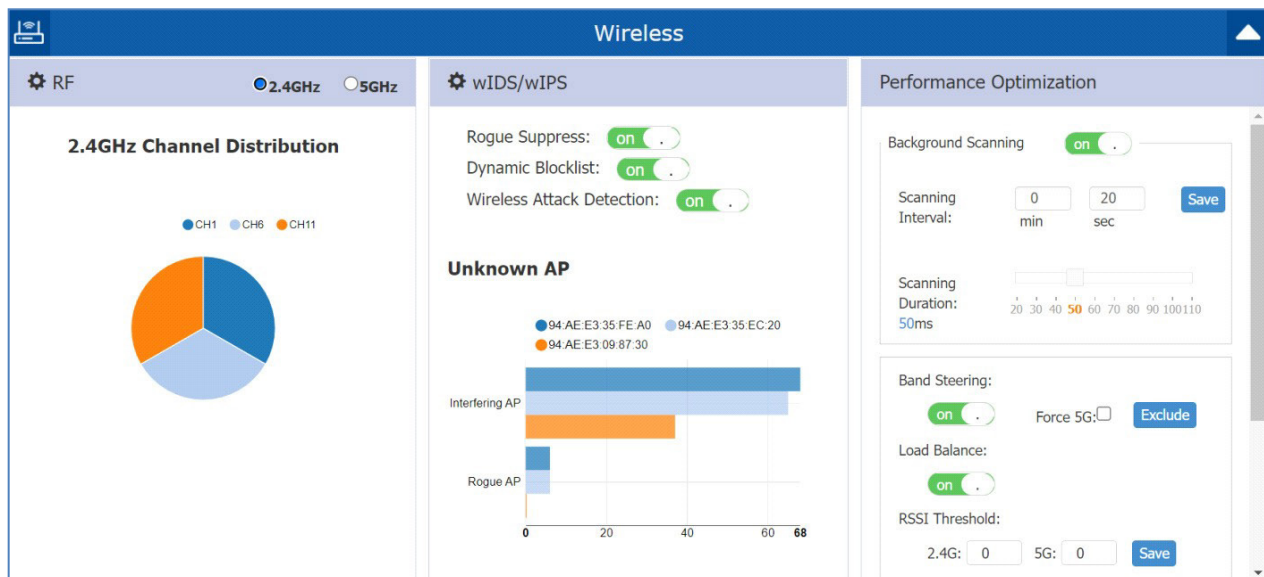 Wireless
RF 2.4GHz 5GHz
2.4GHz Channel Distribution
CH1 CH6 CH11
wIDS/wIPS
Rogue Suppress: on .
Dynamic Blocklist: on .
Wireless Attack Detection: on .
Unknown AP
94:AE:E3:35:FE:A0 94:AE:E3:35:EC:20
94:AE:E3:09:87:30
Interfering AP
Rogue AP
0 20 40 60 68
Performance Optimization
Background Scanning on .
Scanning Interval: 0 20 Save
min sec
Scanning
Duration:
50ms
20 30 40 50 60 70 80 90 100 110
Band Steering:
on . Force 5G: Exclude
Load Balance:
on .
RSSI Threshold:
2.4G: 0 5G: 0 Save